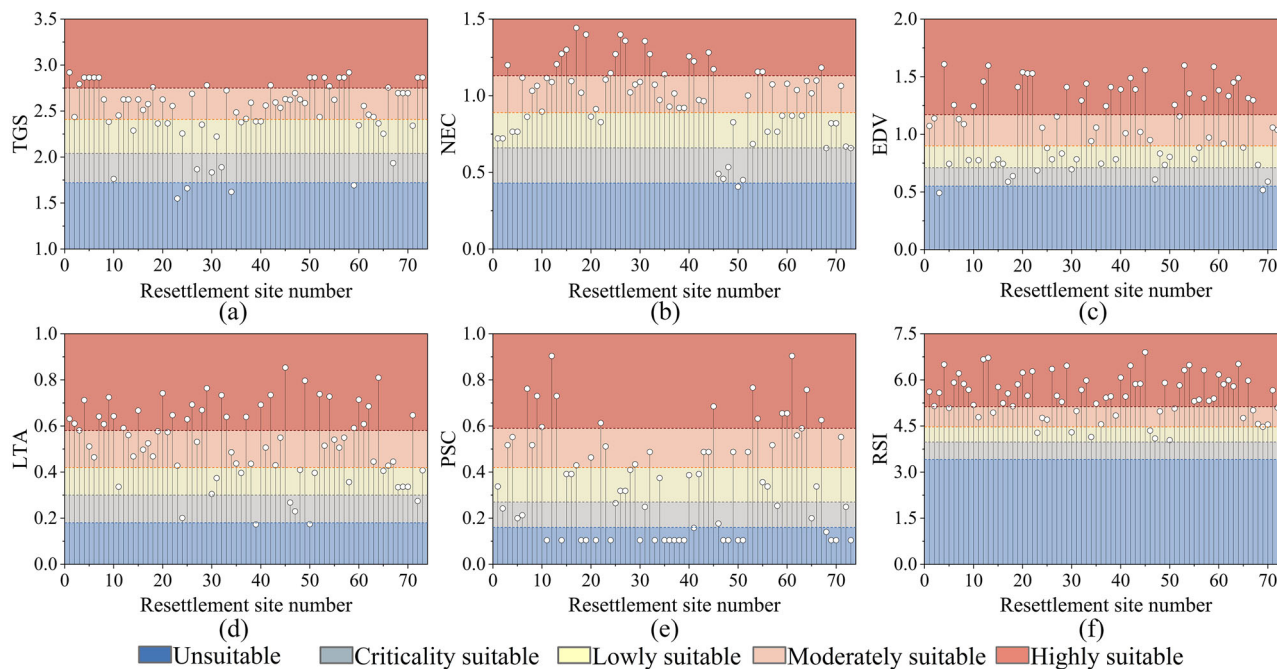 (a)
3.5
3.0
2.5
2.0
1.5
1.0
TGS
0 10 20 30 40 50 60 70
Resettlement site number
(b)
1.5
1.0
0.5
0.0
NEC
0 10 20 30 40 50 60 70
Resettlement site number
(c)
2.0
1.5
1.0
0.5
0.0
EDV
0 10 20 30 40 50 60 70
Resettlement site number
(d)
1.0
0.8
0.6
0.4
0.2
0.0
LTA
0 10 20 30 40 50 60 70
Resettlement site number
(e)
1.0
0.8
0.6
0.4
0.2
0.0
PSC
0 10 20 30 40 50 60 70
Resettlement site number
(f)
7.5
6.0
4.5
3.0
1.5
0.0
RSI
0 10 20 30 40 50 60 70
Resettlement site number
Unsuitable Criticality suitable Lowly suitable Moderately suitable Highly suitable